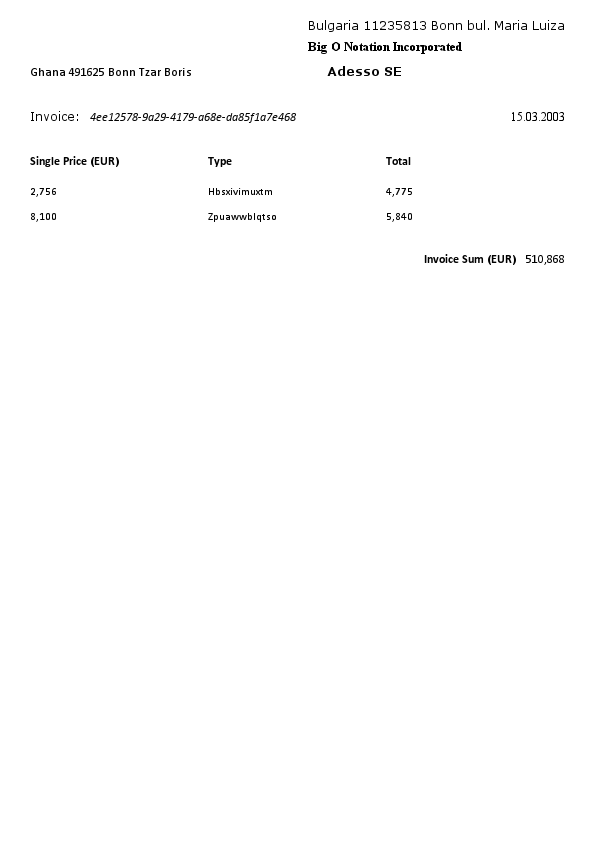 Bulgaria 11235813 Bonn bul. Maria Luiza
Big O Notation Incorporated
Ghana 491625 Bonn Tzar Boris Adesso SE
Invoice: 4ee12578-9a29-4179-a68e-da85f1a7e468 15.03.2003
Single Price (EUR) Type Total
2,756 Hbsxivimuxtm 4,775
8,100 Zpuawwblqtso 5,840
Invoice Sum (EUR) 510,868